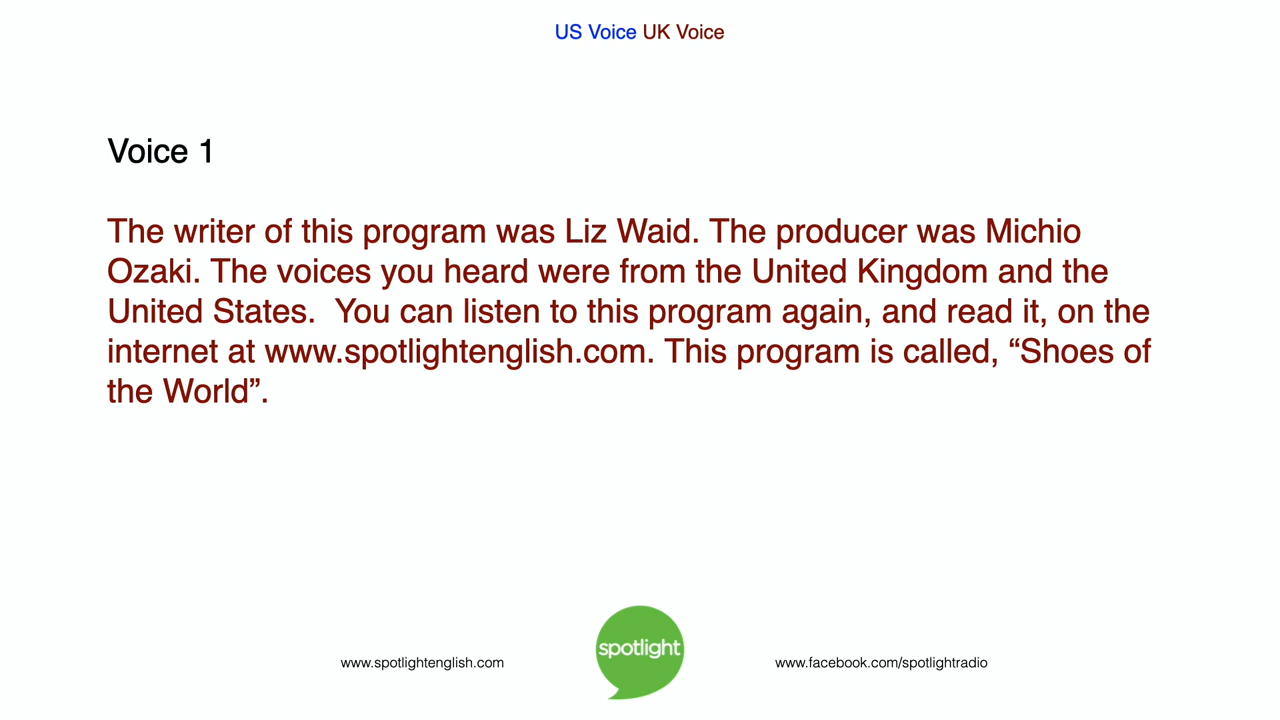 US Voice UK Voice
Voice 1
The writer of this program was Liz Waid. The producer was Michio
Ozaki. The voices you heard were from the United Kingdom and the
United States.  You can listen to this program again, and read it, on the
internet at www.spotlightenglish.com. This program is called, “Shoes of
the World”.
www.spotlightenglish.com
spotlight
www.facebook.com/spotlightradio